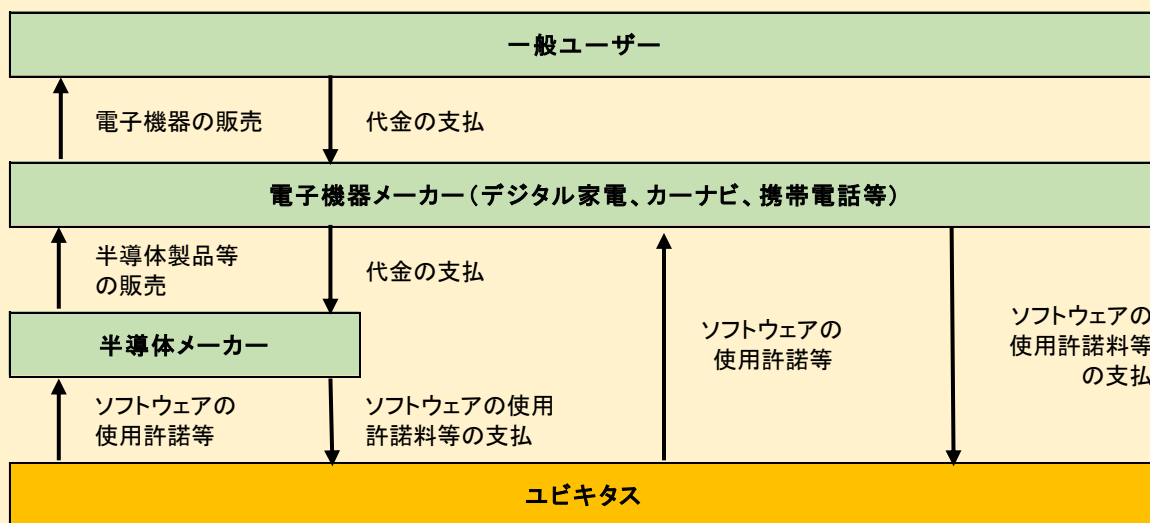 一般ユーザー
電子機器の販売
代金の支払
電子機器メーカー(デジタル家電、カーナビ、携帯電話等)
半導体製品等
の販売
代金の支払
ソフトウェアの
使用許諾等
ソフトウェアの
使用許諾料等
の支払
半導体メーカー
ソフトウェアの
使用許諾等
ソフトウェアの使用
許諾料等の支払
ユビキタス